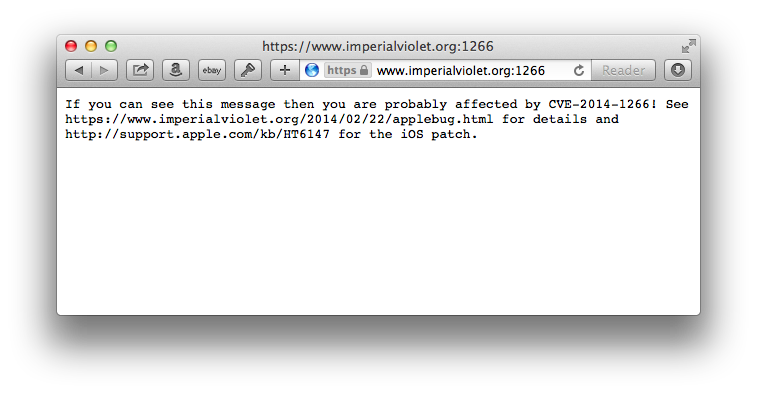 https://www.imperialviolet.org:1266
a ebay + https www.imperialviolet.org:1266 Reader
If you can see this message then you are probably affected by CVE-2014-1266! See
https://www.imperialviolet.org/2014/02/22/applebug.html for details and
http://support.apple.com/kb/HT6147 for the iOS patch.